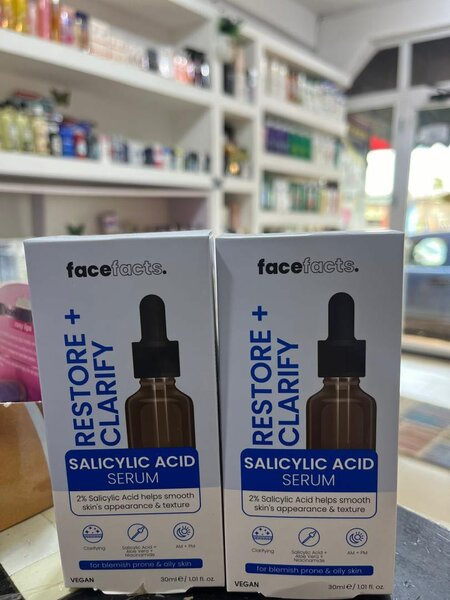 facefacts.
RESTORE +
CLARIFY
SALICYLIC ACID
SERUM
2% Salicylic Acid helps smooth
skin's appearance & texture
Clarifying
Salicylic Acid +
Aloe Vera +
Niacinamide
AM + PM
for blemish prone & oily skin
VEGAN
30ml e / 1.01 fl. oz.
facefacts.
RESTORE +
CLARIFY
SALICYLIC ACID
SERUM
2% Salicylic Acid helps smooth
skin's appearance & texture
Clarifying
Salicylic Acid +
Aloe Vera +
Niacinamide
AM + PM
for blemish prone & oily skin
VEGAN
30ml e / 1.01 fl. oz.